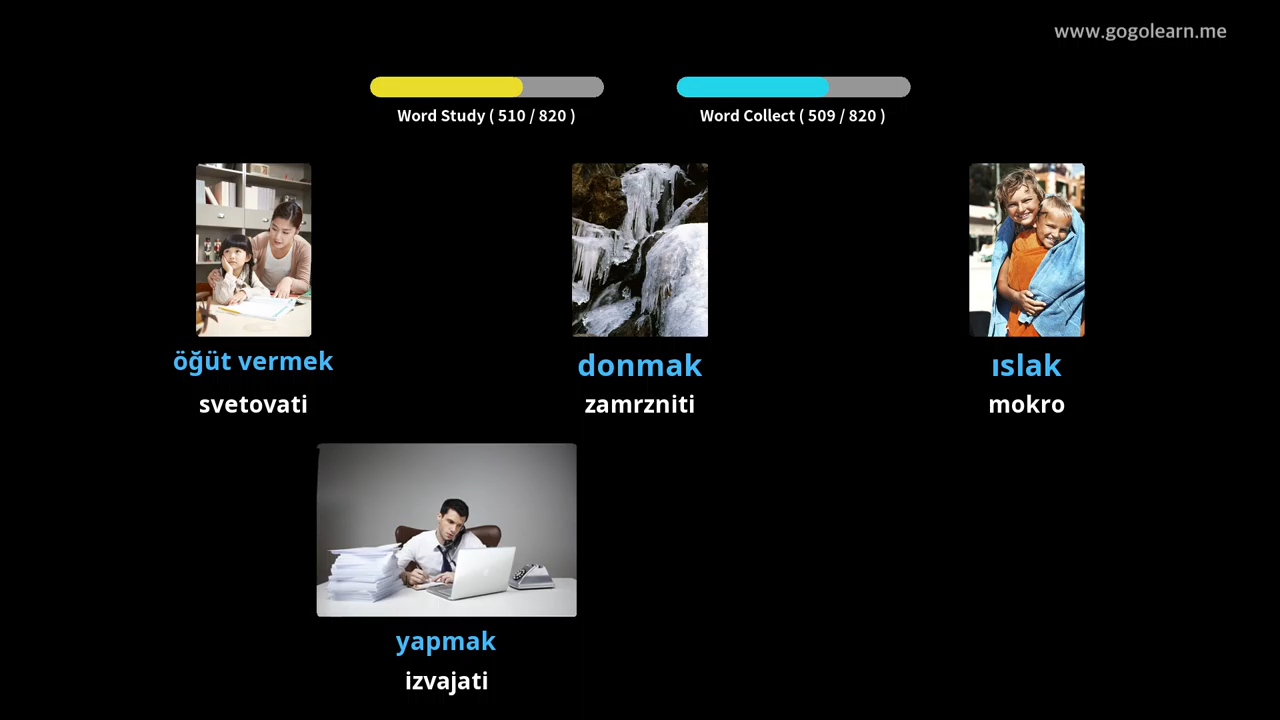 www.gogolearn.me
Word Study ( 510 / 820 )
Word Collect ( 509 / 820 )
öğüt vermek
donmak
ıslak
svetovati
zamrzniti
mokro
yapmak
izvajati